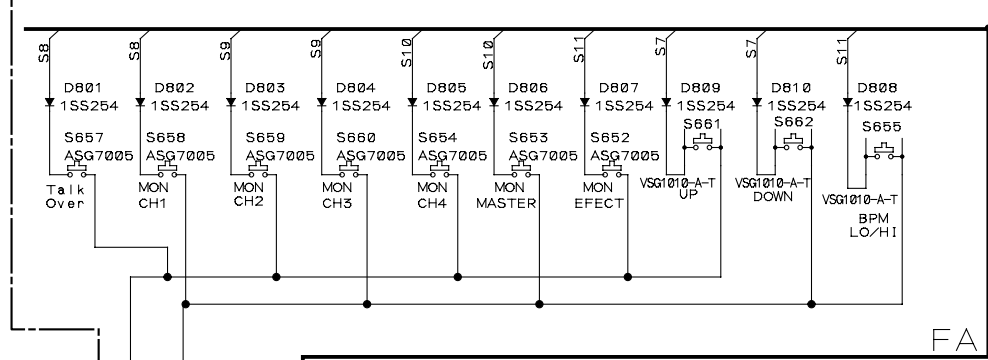 S8 S8 S9 S9 S10 S10 S11 S7 S7 S11
D801 D802 D803 D804 D805 D806 D807 D809 D810 D808
1SS254 1SS254 1SS254 1SS254 1SS254 1SS254 1SS254 1SS254 1SS254 1SS254
S661 S662 S655
S657 S658 S659 S660 S654 S653 S652
ASG7005 ASG7005 ASG7005 ASG7005 ASG7005 ASG7005 ASG7005
VSG1010-A-T VSG1010-A-T VSG1010-A-T
Talk MON MON MON MON MON MON UP DOWN BPM
Over CH1 CH2 CH3 CH4 MASTER EFECT LO/HI
FA